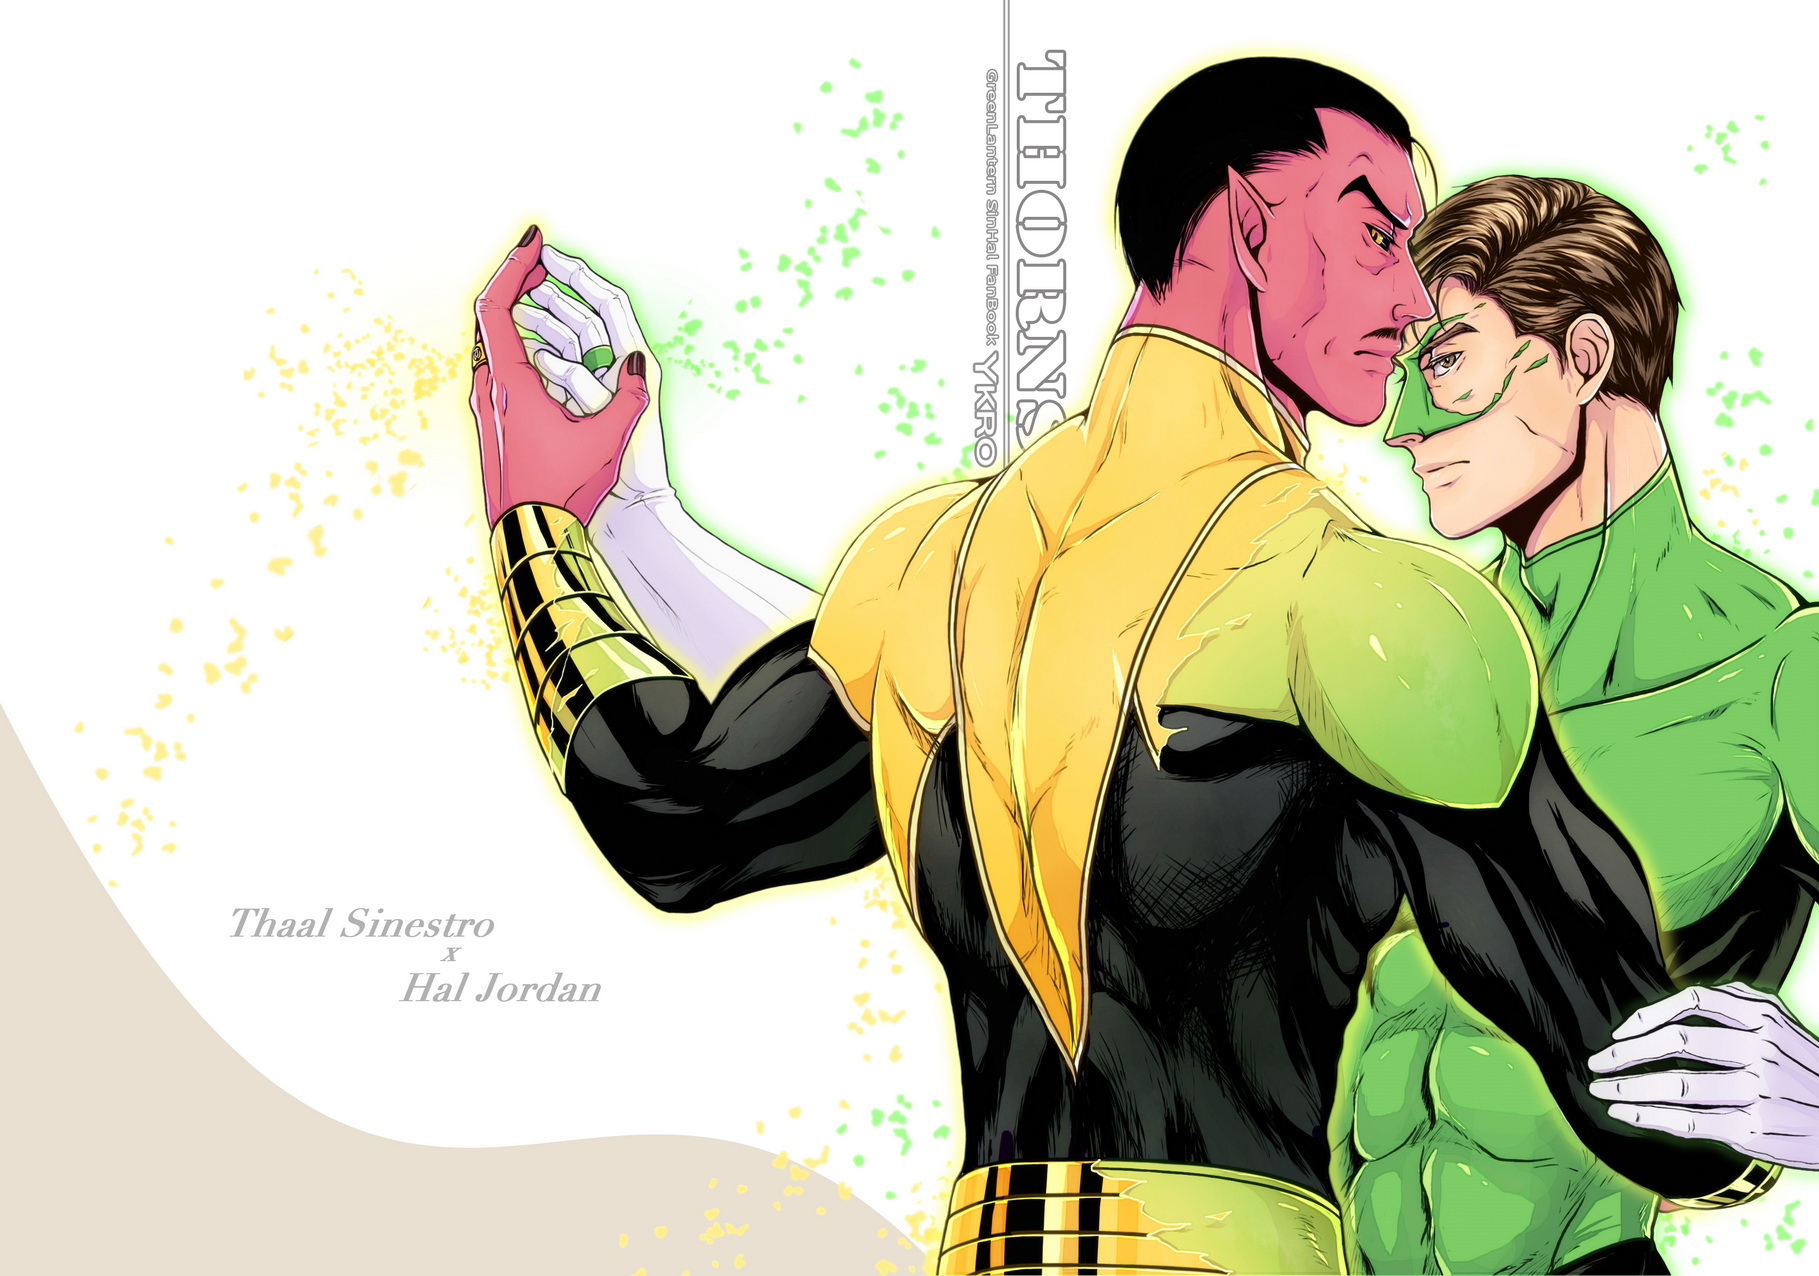 THORNS
GreenLantern SinHal FanBook YKRO
Thaal Sinestro
x
Hal Jordan